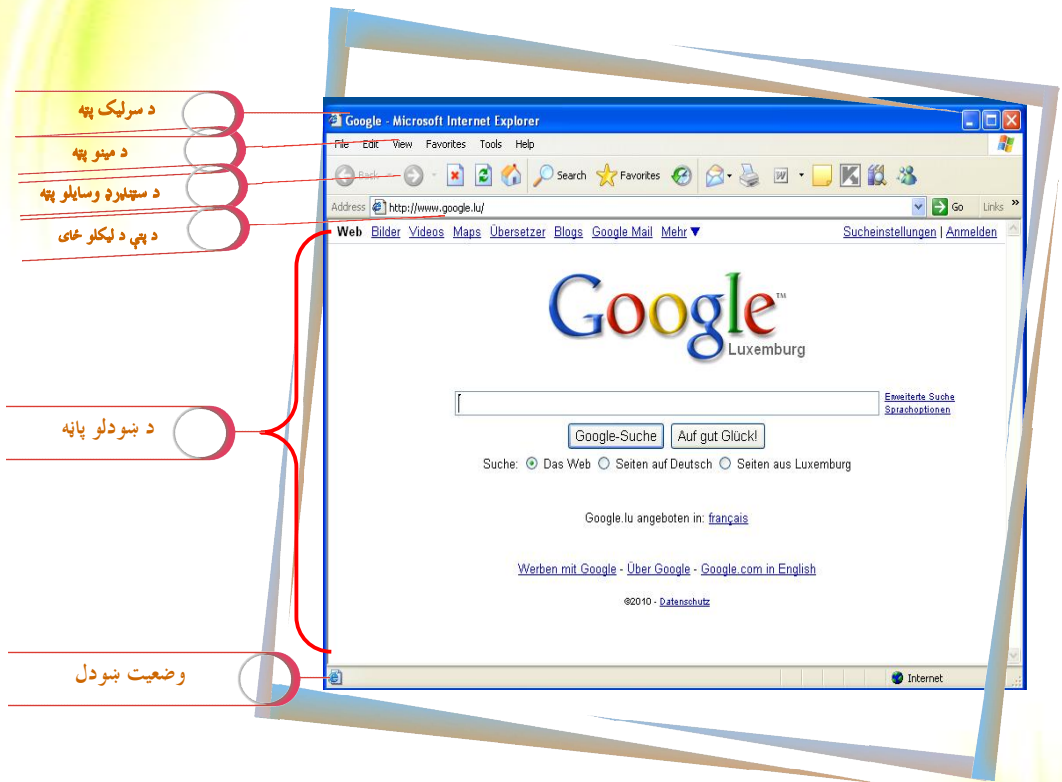 د سرليک پټه
د مينو پټه
د سټنډرډ وسايلو پټه
د پتې د ليکلو ځای
د ښودلو پاڼه
وضعيت ښودل
Google - Microsoft Internet Explorer
File Edit View Favorites Tools Help
Back Search Favorites
Address http://www.google.lu/ Go Links »
Web Bilder Videos Maps Übersetzer Blogs Google Mail Mehr ▼ Sucheinstellungen | Anmelden
Google™
Luxemburg
Erweiterte Suche
Sprachoptionen
Google-Suche Auf gut Glück!
Suche: Das Web Seiten auf Deutsch Seiten aus Luxemburg
Google.lu angeboten in: français
Werben mit Google - Über Google - Google.com in English
©2010 - Datenschutz
Internet